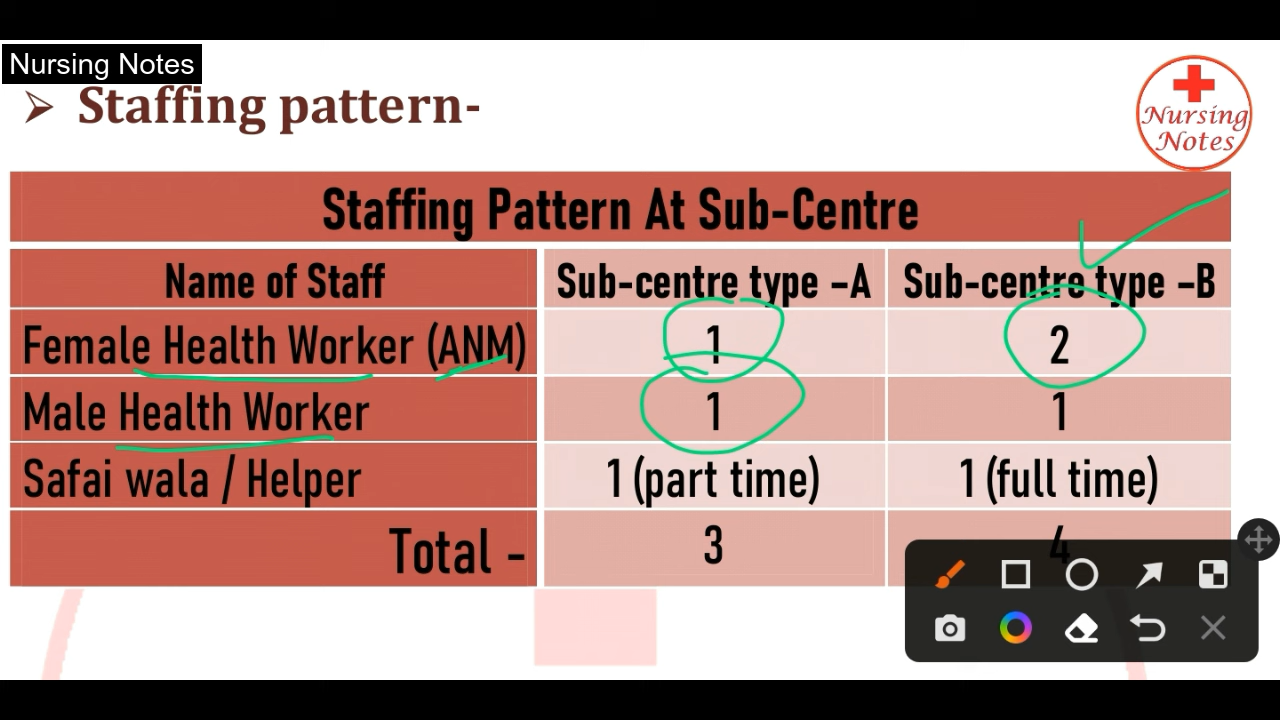 Nursing Notes
➢ Staffing pattern-
Nursing
Notes
Staffing Pattern At Sub-Centre
Name of Staff Sub-centre type –A Sub-centre type –B
Female Health Worker (ANM) 1 2
Male Health Worker 1 1
Safai wala / Helper 1 (part time) 1 (full time)
Total - 3 4